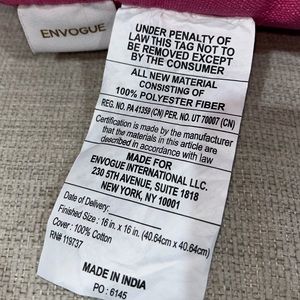 ENVOGUE
UNDER PENALTY OF
LAW THIS TAG NOT TO
BE REMOVED EXCEPT
BY THE CONSUMER
ALL NEW MATERIAL
CONSISTING OF
100% POLYESTER FIBER
REG. NO. PA 41359 (CN) PER. NO. UT 70007 (CN)
Certification is made by the manufacturer
that the materials in this article are
described in accordance with law
MADE FOR
ENVOGUE INTERNATIONAL LLC.
230 5TH AVENUE, SUITE 1818
NEW YORK, NY 10001
Date of Delivery:
Finished Size : 16 in. x 16 in. (40.64cm x 40.64cm)
Cover : 100% Cotton
RN# 119737
MADE IN INDIA
PO : 6145